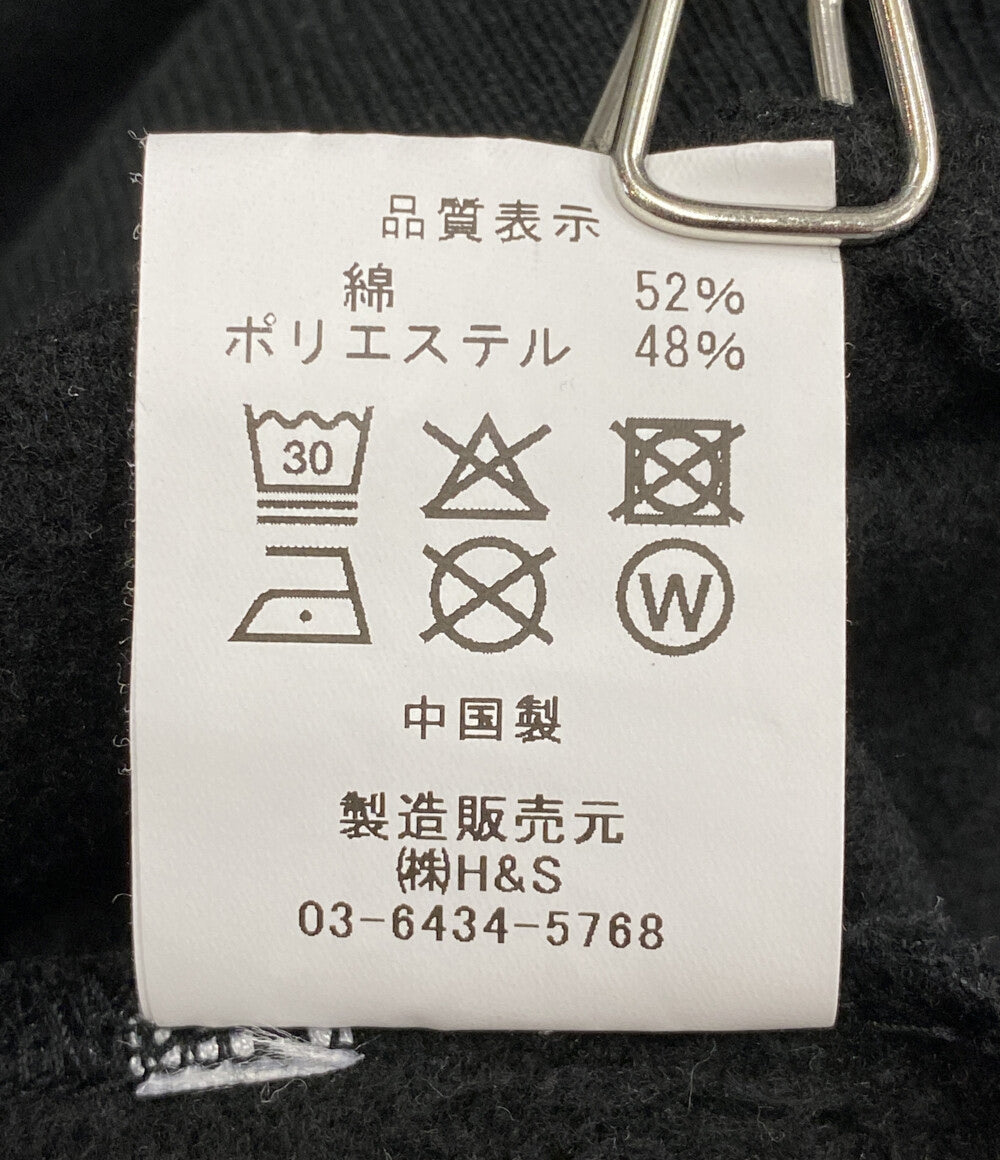 品質表示
綿 52%
ポリエステル 48%
30
W
中国製
製造販売元
㈱H&S
03-6434-5768